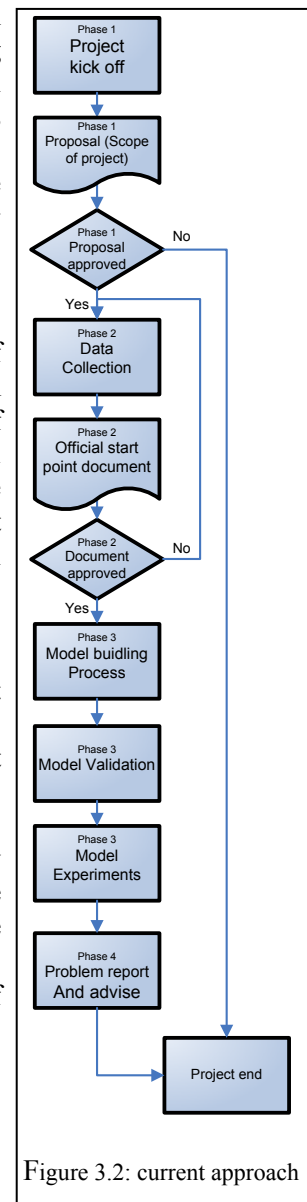 Phase 1
Project
kick off
Phase 1
Proposal (Scope
of project)
Phase 1
Proposal
approved
No
Yes
Phase 2
Data
Collection
Phase 2
Official start
point document
Phase 2
Document
approved
No
Yes
Phase 3
Model buidling
Process
Phase 3
Model Validation
Phase 3
Model
Experiments
Phase 4
Problem report
And advise
Project end
Figure 3.2: current approach